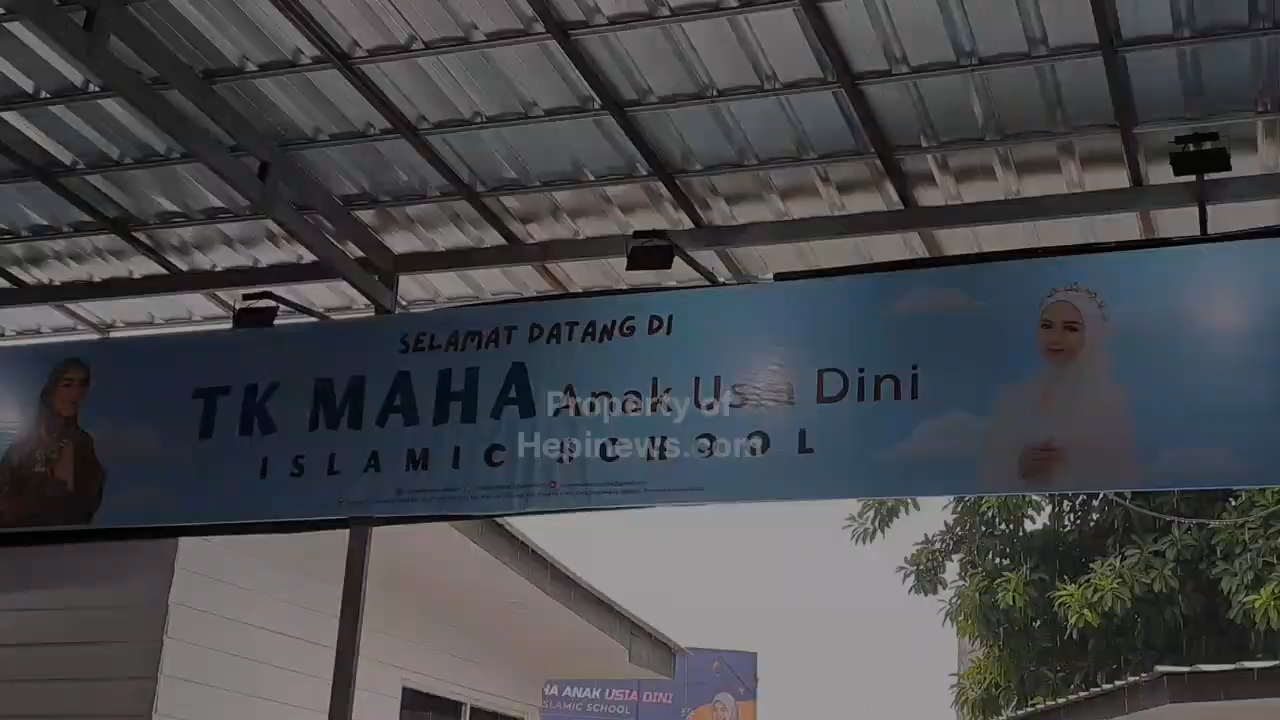 SELAMAT DATANG DI
TK MAHA Anak Usia Dini
ISLAMIC SCHOOL
Property of
Hepinews.com
HA ANAK USIA DINI
SLAMIC SCHOOL